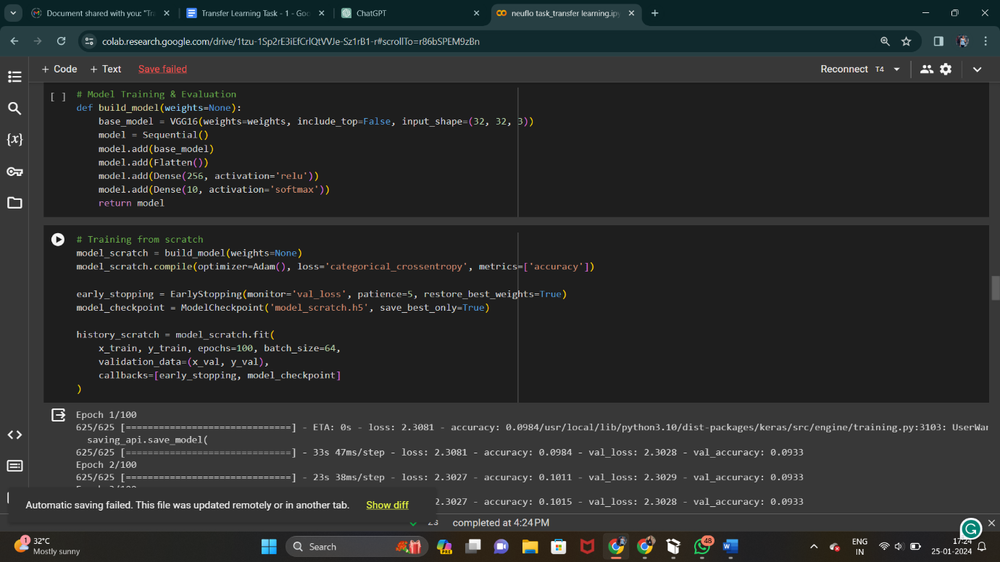 Document shared with you: "Tra
Transfer Learning Task - 1 - Goo
ChatGPT
neuflo task_transfer learning.ipy
colab.research.google.com/drive/1tzu-1Sp2rE3iEfCrlQtVVJe-Sz1rB1-r#scrollTo=r86bSPEM9zBn
+ Code + Text Save failed Reconnect T4
[ ] # Model Training & Evaluation
def build_model(weights=None):
    base_model = VGG16(weights=weights, include_top=False, input_shape=(32, 32, 3))
    model = Sequential()
    model.add(base_model)
    model.add(Flatten())
    model.add(Dense(256, activation='relu'))
    model.add(Dense(10, activation='softmax'))
    return model
{x}
# Training from scratch
model_scratch = build_model(weights=None)
model_scratch.compile(optimizer=Adam(), loss='categorical_crossentropy', metrics=['accuracy'])
early_stopping = EarlyStopping(monitor='val_loss', patience=5, restore_best_weights=True)
model_checkpoint = ModelCheckpoint('model_scratch.h5', save_best_only=True)
history_scratch = model_scratch.fit(
    x_train, y_train, epochs=100, batch_size=64,
    validation_data=(x_val, y_val),
    callbacks=[early_stopping, model_checkpoint]
)
Epoch 1/100
625/625 [==============================] - ETA: 0s - loss: 2.3081 - accuracy: 0.0984/usr/local/lib/python3.10/dist-packages/keras/src/engine/training.py:3103: UserWar
  saving_api.save_model(
625/625 [==============================] - 33s 47ms/step - loss: 2.3081 - accuracy: 0.0984 - val_loss: 2.3028 - val_accuracy: 0.0933
Epoch 2/100
625/625 [==============================] - 23s 38ms/step - loss: 2.3027 - accuracy: 0.1011 - val_loss: 2.3029 - val_accuracy: 0.0933
2.3027 - accuracy: 0.1015 - val_loss: 2.3028 - val_accuracy: 0.0933
Automatic saving failed. This file was updated remotely or in another tab. Show diff
2s completed at 4:24 PM
1
32°C
Mostly sunny
Search
PRE
48
ENG
IN
17:24
25-01-2024